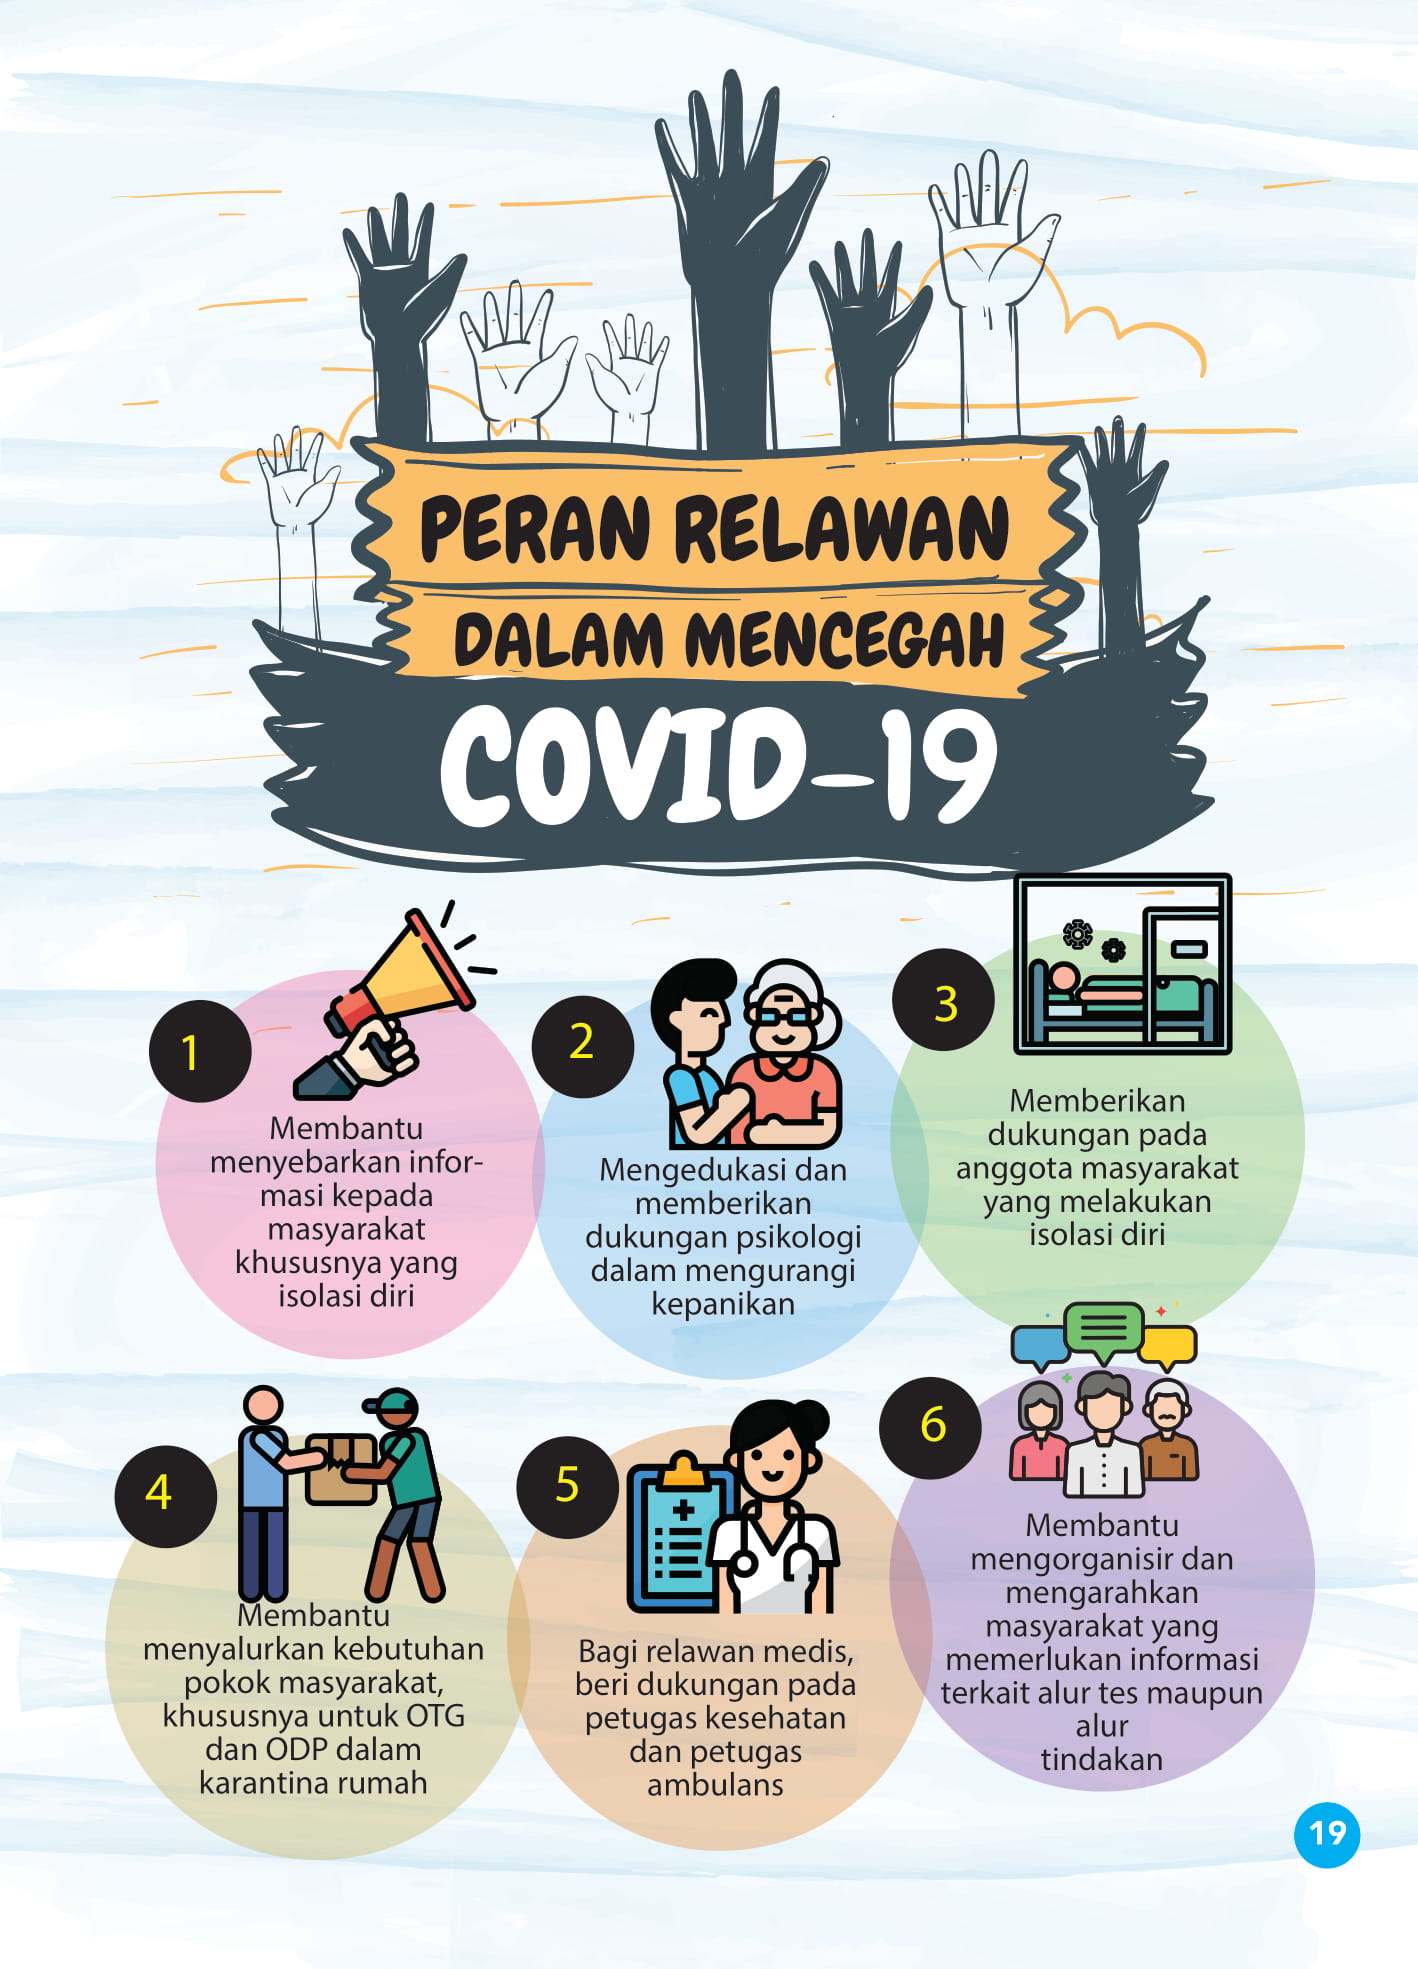 PERAN RELAWAN
DALAM MENCEGAH
COVID-19
1
Membantu
menyebarkan infor-
masi kepada
masyarakat
khususnya yang
isolasi diri
2
Mengedukasi dan
memberikan
dukungan psikologi
dalam mengurangi
kepanikan
3
Memberikan
dukungan pada
anggota masyarakat
yang melakukan
isolasi diri
4
Membantu
menyalurkan kebutuhan
pokok masyarakat,
khususnya untuk OTG
dan ODP dalam
karantina rumah
5
Bagi relawan medis,
beri dukungan pada
petugas kesehatan
dan petugas
ambulans
6
Membantu
mengorganisir dan
mengarahkan
masyarakat yang
memerlukan informasi
terkait alur tes maupun
alur
tindakan
19